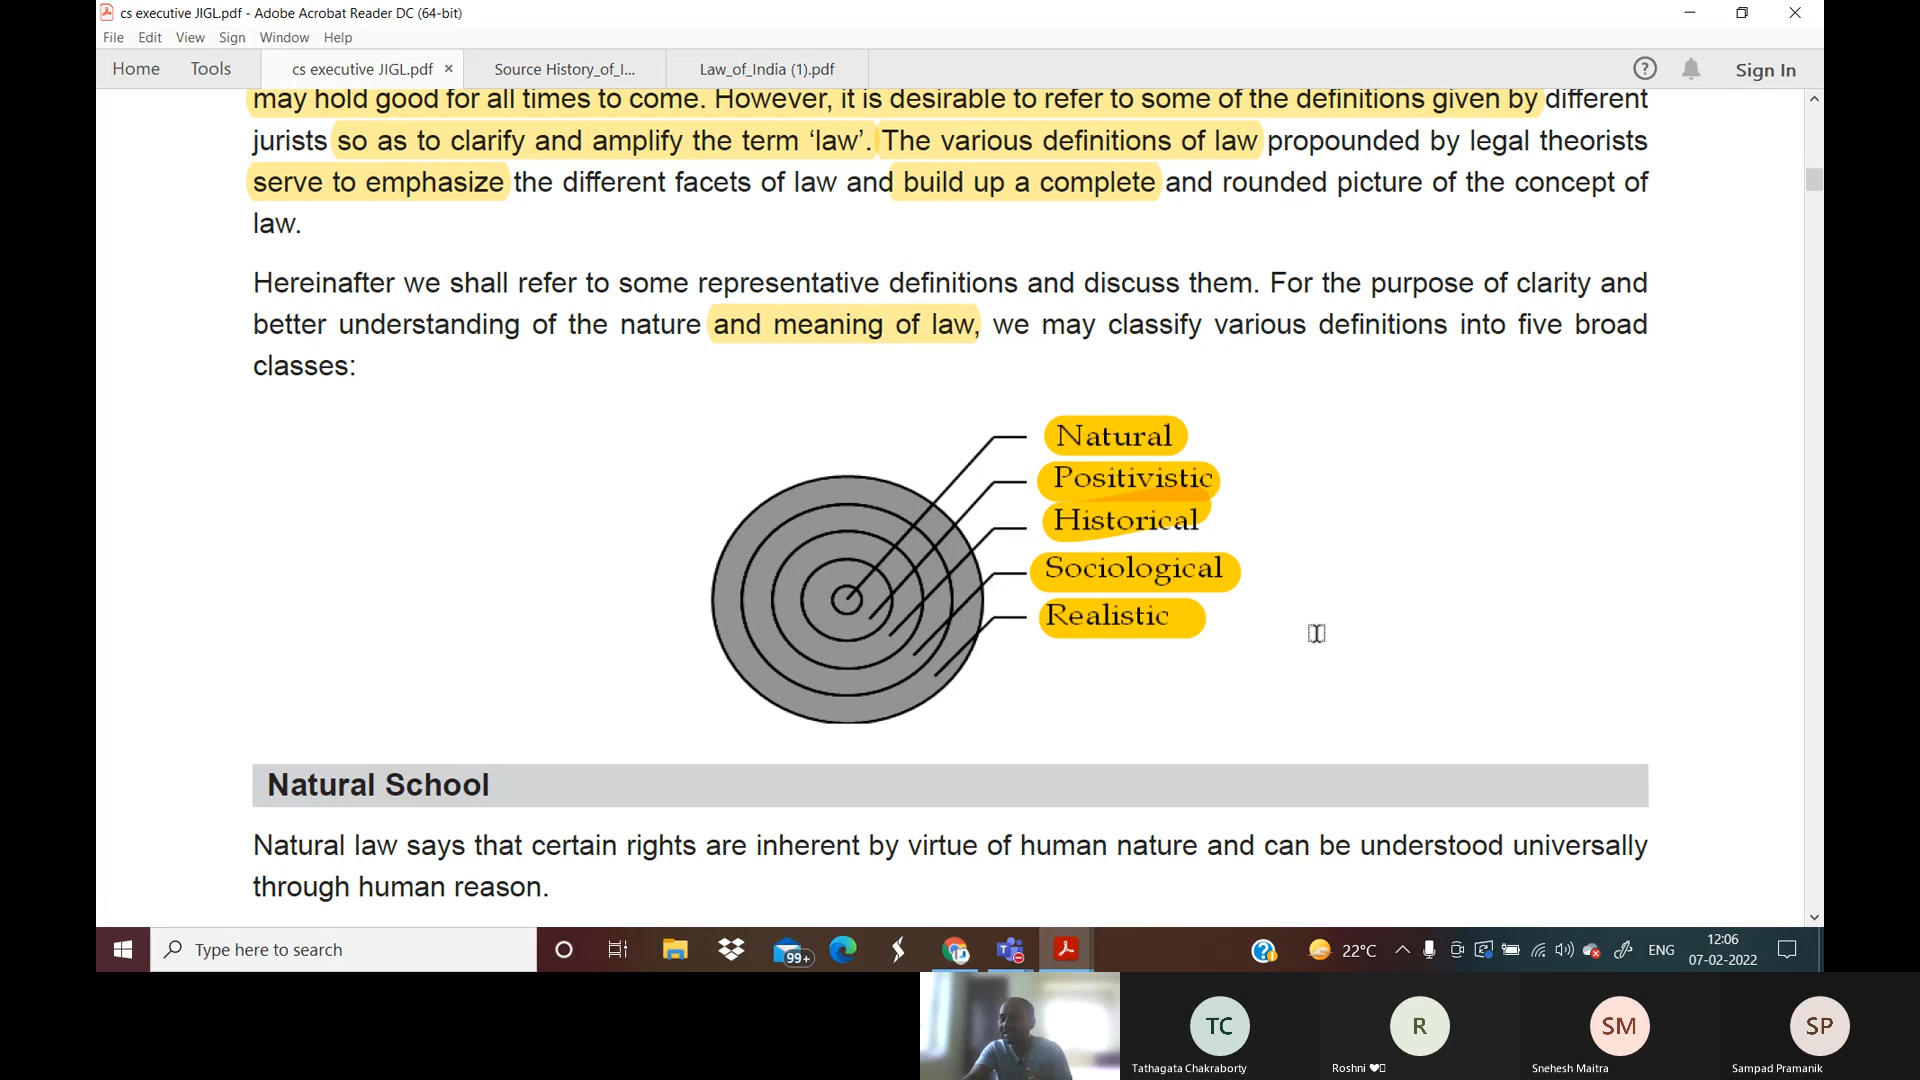 cs executive JIGL.pdf - Adobe Acrobat Reader DC (64-bit)
File Edit View Sign Window Help
Home Tools cs executive JIGL.pdf × Source History_of_I... Law_of_India (1).pdf ? Sign In
may hold good for all times to come. However, it is desirable to refer to some of the definitions given by different
jurists so as to clarify and amplify the term ‘law’. The various definitions of law propounded by legal theorists
serve to emphasize the different facets of law and build up a complete and rounded picture of the concept of
law.
Hereinafter we shall refer to some representative definitions and discuss them. For the purpose of clarity and
better understanding of the nature and meaning of law, we may classify various definitions into five broad
classes:
Natural
Positivistic
Historical
Sociological
Realistic
Natural School
Natural law says that certain rights are inherent by virtue of human nature and can be understood universally
through human reason.
Type here to search 99+ 22°C ENG 12:06
07-02-2022
TC R SM SP
Tathagata Chakraborty Roshni ❤ Snehesh Maitra Sampad Pramanik